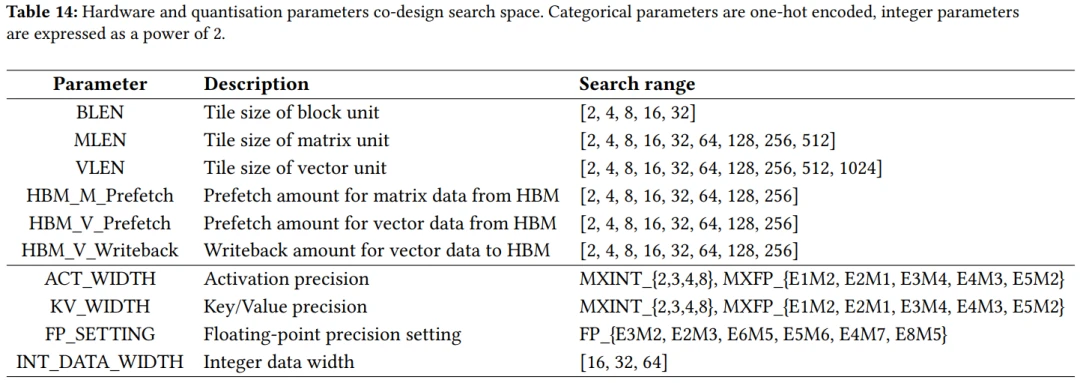 Table 14: Hardware and quantisation parameters co-design search space. Categorical parameters are one-hot encoded, integer parameters
are expressed as a power of 2.
Parameter Description Search range
BLEN Tile size of block unit [2, 4, 8, 16, 32]
MLEN Tile size of matrix unit [2, 4, 8, 16, 32, 64, 128, 256, 512]
VLEN Tile size of vector unit [2, 4, 8, 16, 32, 64, 128, 256, 512, 1024]
HBM_M_Prefetch Prefetch amount for matrix data from HBM [2, 4, 8, 16, 32, 64, 128, 256]
HBM_V_Prefetch Prefetch amount for vector data from HBM [2, 4, 8, 16, 32, 64, 128, 256]
HBM_V_Writeback Writeback amount for vector data to HBM [2, 4, 8, 16, 32, 64, 128, 256]
ACT_WIDTH Activation precision MXINT_{2,3,4,8}, MXFP_{E1M2, E2M1, E3M4, E4M3, E5M2}
KV_WIDTH Key/Value precision MXINT_{2,3,4,8}, MXFP_{E1M2, E2M1, E3M4, E4M3, E5M2}
FP_SETTING Floating-point precision setting FP_{E3M2, E2M3, E6M5, E5M6, E4M7, E8M5}
INT_DATA_WIDTH Integer data width [16, 32, 64]